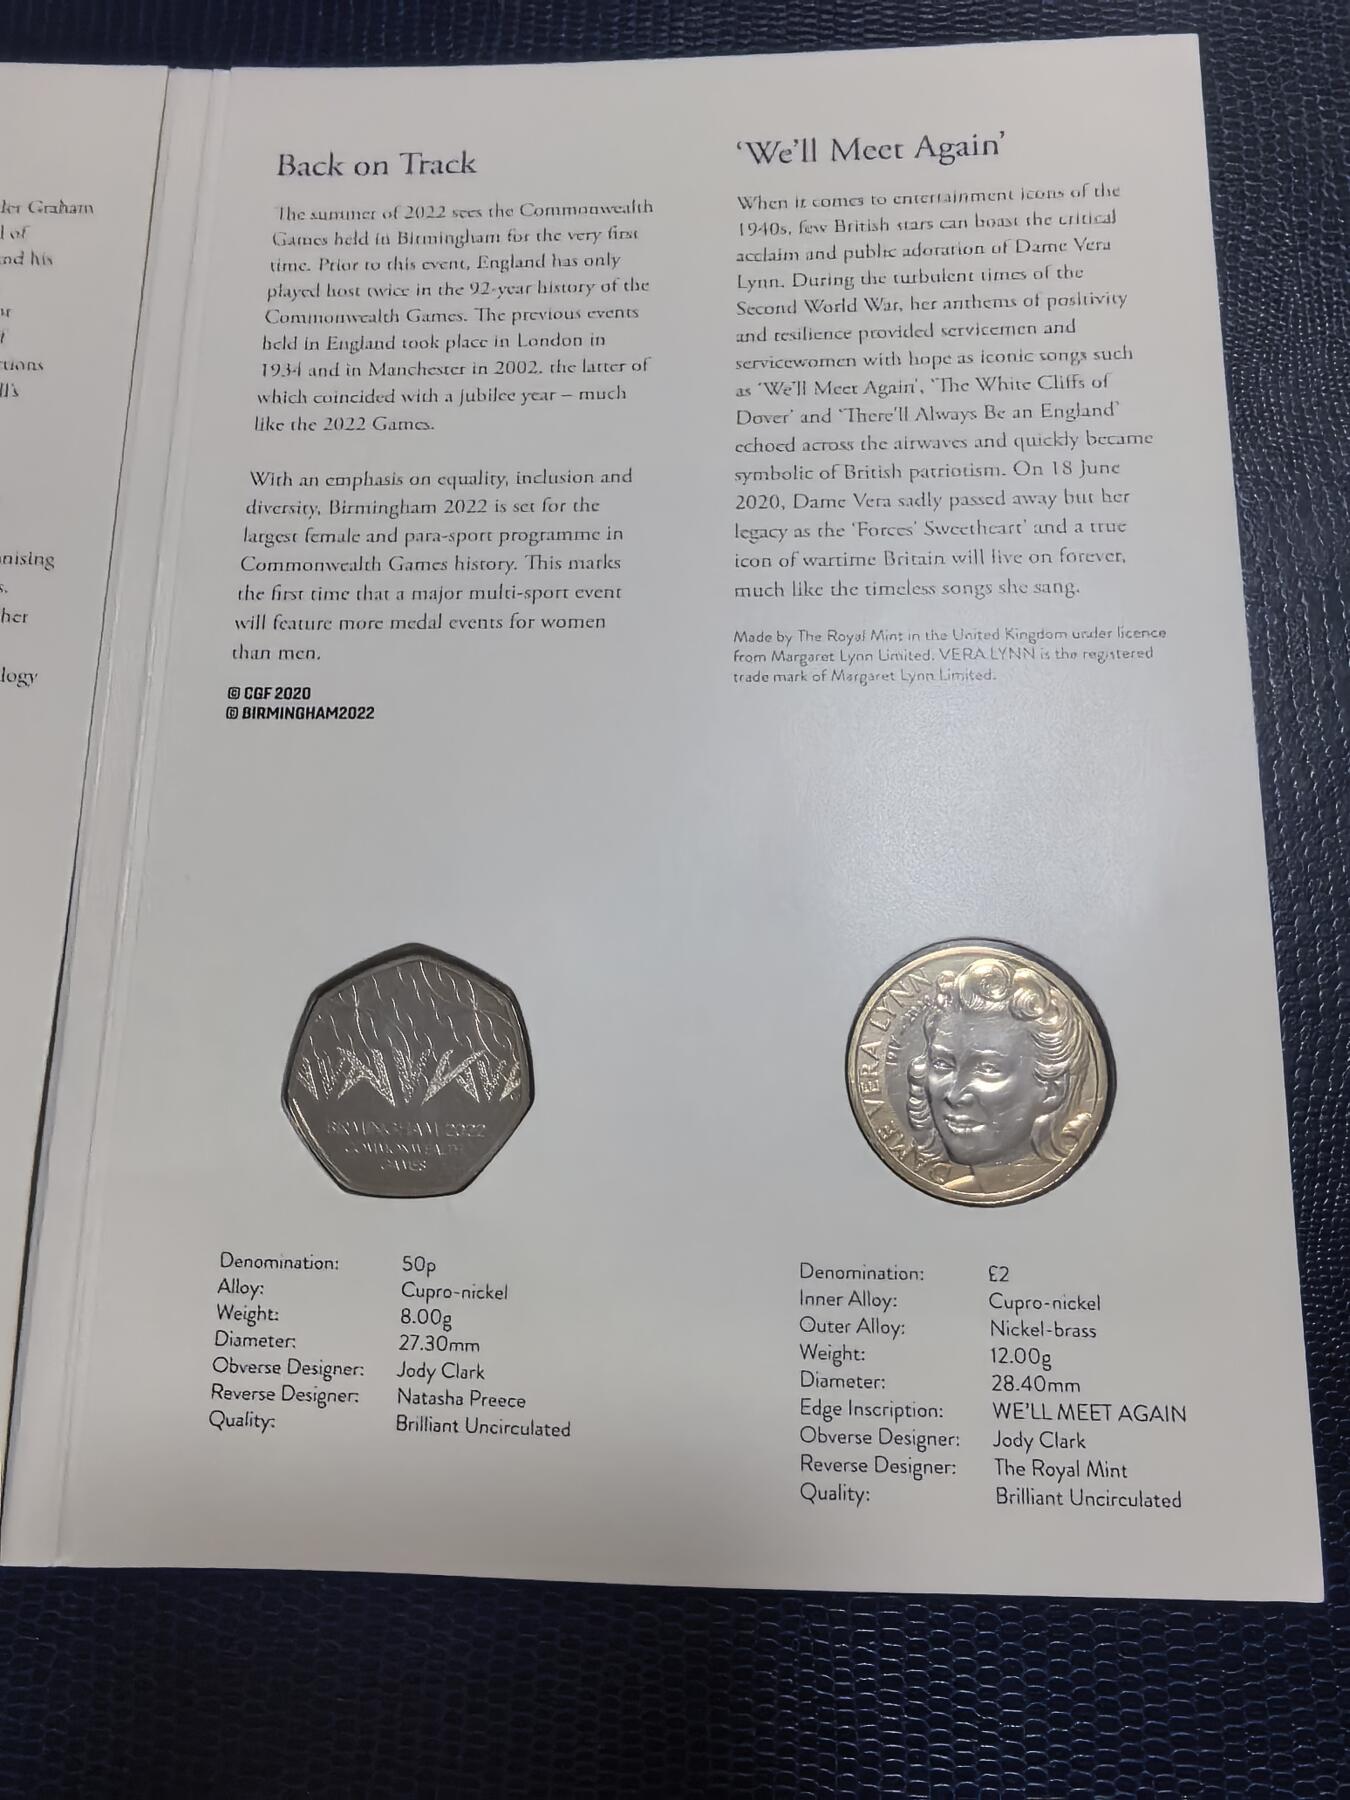 ler Graham
l of
nd his
or
f
ctions
ll's
nising
s.
her
logy
Back on Track
The summer of 2022 sees the Commonwealth
Games held in Birmingham for the very first
time. Prior to this event, England has only
played host twice in the 92-year history of the
Commonwealth Games. The previous events
held in England took place in London in
1934 and in Manchester in 2002, the latter of
which coincided with a jubilee year – much
like the 2022 Games.
With an emphasis on equality, inclusion and
diversity, Birmingham 2022 is set for the
largest female and para-sport programme in
Commonwealth Games history. This marks
the first time that a major multi-sport event
will feature more medal events for women
than men.
© CGF 2020
© BIRMINGHAM2022
BIRMINGHAM 2022
COMMONWEALTH
GAMES
Denomination: 50p
Alloy: Cupro-nickel
Weight: 8.00g
Diameter: 27.30mm
Obverse Designer: Jody Clark
Reverse Designer: Natasha Preece
Quality: Brilliant Uncirculated
'We'll Meet Again'
When it comes to entertainment icons of the
1940s, few British stars can boast the critical
acclaim and public adoration of Dame Vera
Lynn. During the turbulent times of the
Second World War, her anthems of positivity
and resilience provided servicemen and
servicewomen with hope as iconic songs such
as 'We'll Meet Again', 'The White Cliffs of
Dover' and 'There'll Always Be an England'
echoed across the airwaves and quickly became
symbolic of British patriotism. On 18 June
2020, Dame Vera sadly passed away but her
legacy as the 'Forces' Sweetheart' and a true
icon of wartime Britain will live on forever,
much like the timeless songs she sang.
Made by The Royal Mint in the United Kingdom under licence
from Margaret Lynn Limited. VERA LYNN is the registered
trade mark of Margaret Lynn Limited.
DAME VERA LYNN
Denomination: £2
Inner Alloy: Cupro-nickel
Outer Alloy: Nickel-brass
Weight: 12.00g
Diameter: 28.40mm
Edge Inscription: WE'LL MEET AGAIN
Obverse Designer: Jody Clark
Reverse Designer: The Royal Mint
Quality: Brilliant Uncirculated